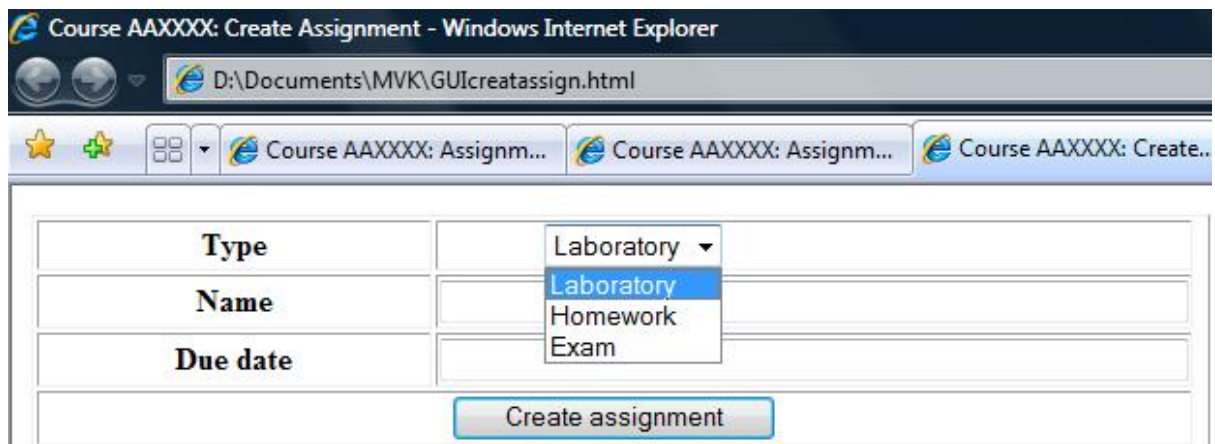 Course AAXXXX: Create Assignment - Windows Internet Explorer
D:\Documents\MVK\GUIcreatassign.html
Course AAXXXX: Assignm... Course AAXXXX: Assignm... Course AAXXXX: Create...
Type Laboratory
Laboratory
Name
Homework
Exam
Due date
Create assignment